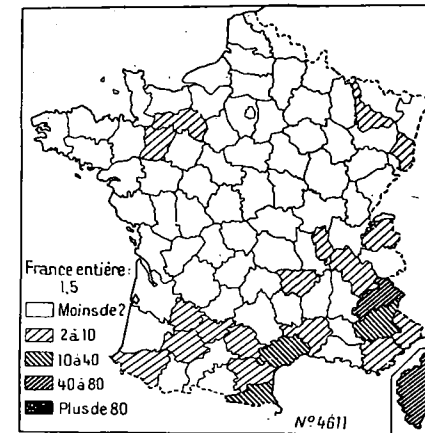 France entière:
1,5
Moins de 2
2 à 10
10 à 40
40 à 80
Plus de 80
N° 4611